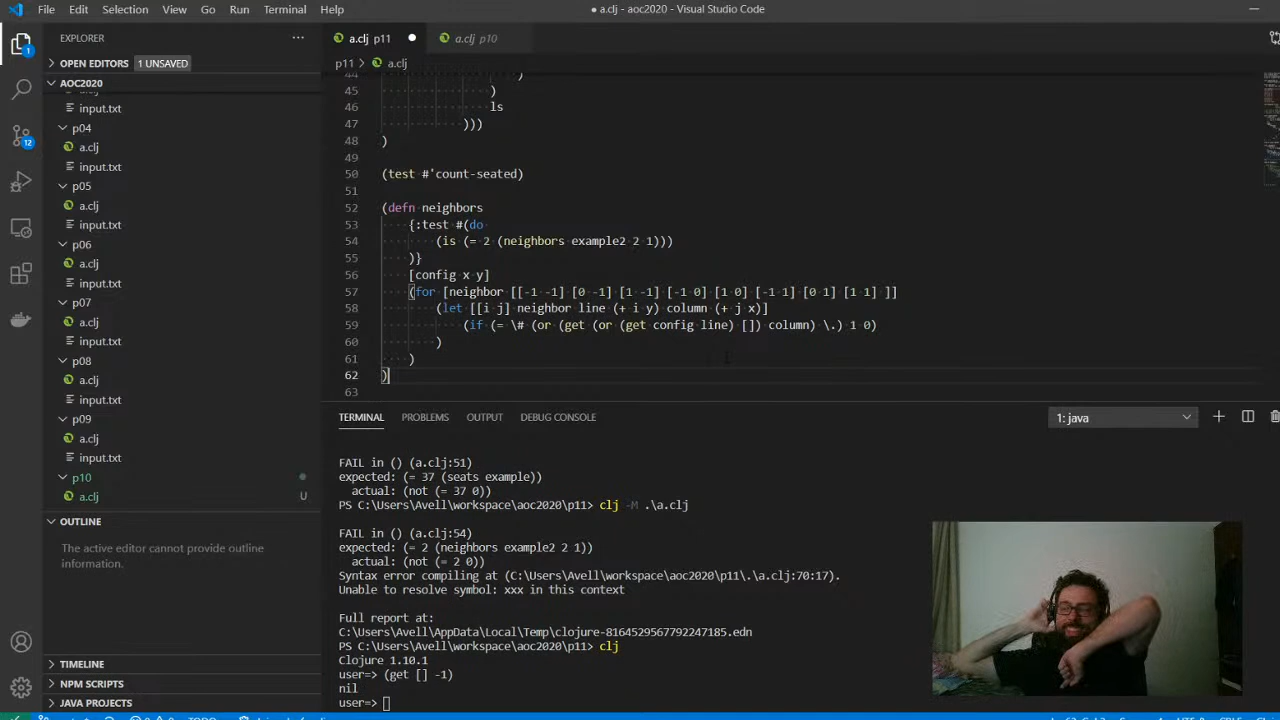 File Edit Selection View Go Run Terminal Help
● a.clj - aoc2020 - Visual Studio Code
EXPLORER ···
a.clj p11 ●
a.clj p10
OPEN EDITORS 1 UNSAVED
p11 > a.clj
AOC2020
input.txt
p04
a.clj
input.txt
p05
a.clj
input.txt
p06
a.clj
input.txt
p07
a.clj
input.txt
p08
a.clj
input.txt
p09
a.clj
input.txt
p10
a.clj U
OUTLINE
The active editor cannot provide outline
information.
TIMELINE
NPM SCRIPTS
JAVA PROJECTS
44 )
45 )
46 ls
47 )))
48 )
49
50 (test #'count-seated)
51
52 (defn neighbors
53 {:test #(do
54 (is (= 2 (neighbors example2 2 1)))
55 )}
56 [config x y]
57 (for [neighbor [[-1 -1] [0 -1] [1 -1] [-1 0] [1 0] [-1 1] [0 1] [1 1] ]]
58 (let [[i j] neighbor line (+ i y) column (+ j x)]
59 (if (= \# (or (get (or (get config line) []) column) \.) 1 0)
60 )
61 )
62 )
63
TERMINAL PROBLEMS OUTPUT DEBUG CONSOLE
1: java
FAIL in () (a.clj:51)
expected: (= 37 (seats example))
actual: (not (= 37 0))
PS C:\Users\Avell\workspace\aoc2020\p11> clj -M .\a.clj
FAIL in () (a.clj:54)
expected: (= 2 (neighbors example2 2 1))
actual: (not (= 2 0))
Syntax error compiling at (C:\Users\Avell\workspace\aoc2020\p11\.\a.clj:70:17).
Unable to resolve symbol: xxx in this context
Full report at:
C:\Users\Avell\AppData\Local\Temp\clojure-8164529567792247185.edn
PS C:\Users\Avell\workspace\aoc2020\p11> clj
Clojure 1.10.1
user=> (get [] -1)
nil
user=>